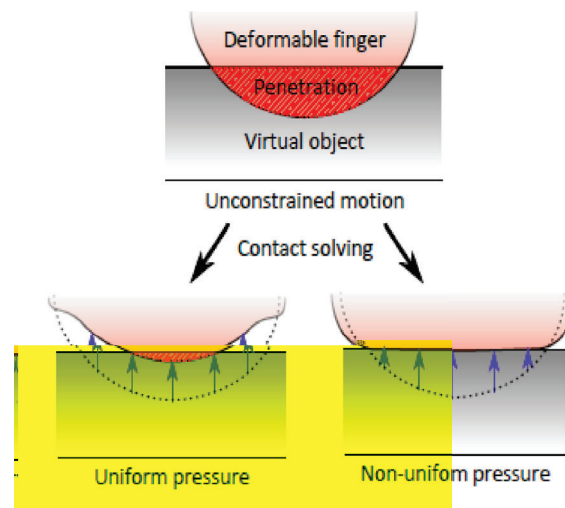 Deformable finger
Penetration
Virtual object
Unconstrained motion
Contact solving
Uniform pressure
Non-unifom pressure